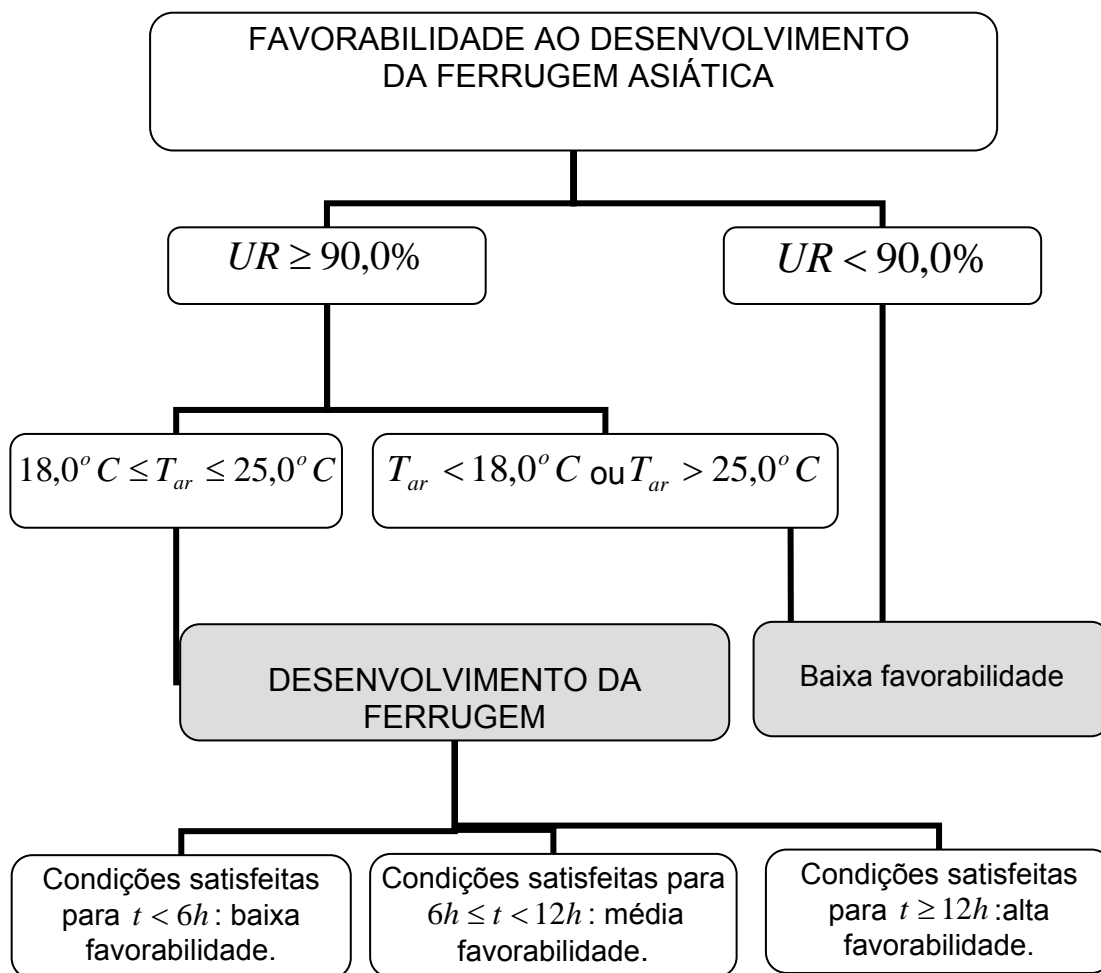 FAVORABILIDADE AO DESENVOLVIMENTO
DA FERRUGEM ASIÁTICA
UR ≥ 90,0%
UR < 90,0%
18,0° C ≤ T_ar ≤ 25,0° C
T_ar < 18,0° C ou T_ar > 25,0° C
DESENVOLVIMENTO DA
FERRUGEM
Baixa favorabilidade
Condições satisfeitas
para t < 6h : baixa
favorabilidade.
Condições satisfeitas para
6h ≤ t < 12h : média
favorabilidade.
Condições satisfeitas
para t ≥ 12h :alta
favorabilidade.